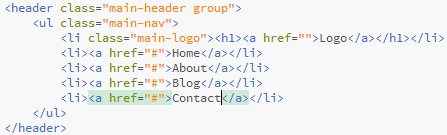 <header class="main-header group">
    <ul class="main-nav">
        <li class="main-logo"><h1><a href="">Logo</a></h1></li>
        <li><a href="#">Home</a></li>
        <li><a href="#">About</a></li>
        <li><a href="#">Blog</a></li>
        <li><a href="#">Contact</a></li>
    </ul>
</header>